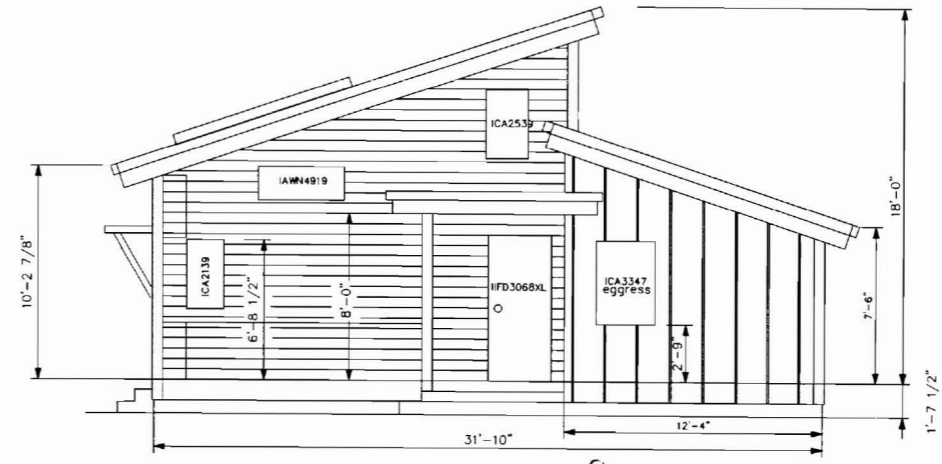 ICA2539
IAWN4919
18'-0"
10'-2 7/8"
ICA2139
6'-8 1/2"
8'-0"
IIFD3068XL
ICA3347
eggress
7'-6"
2'-9"
1'-7 1/2"
12'-4"
31'-10"